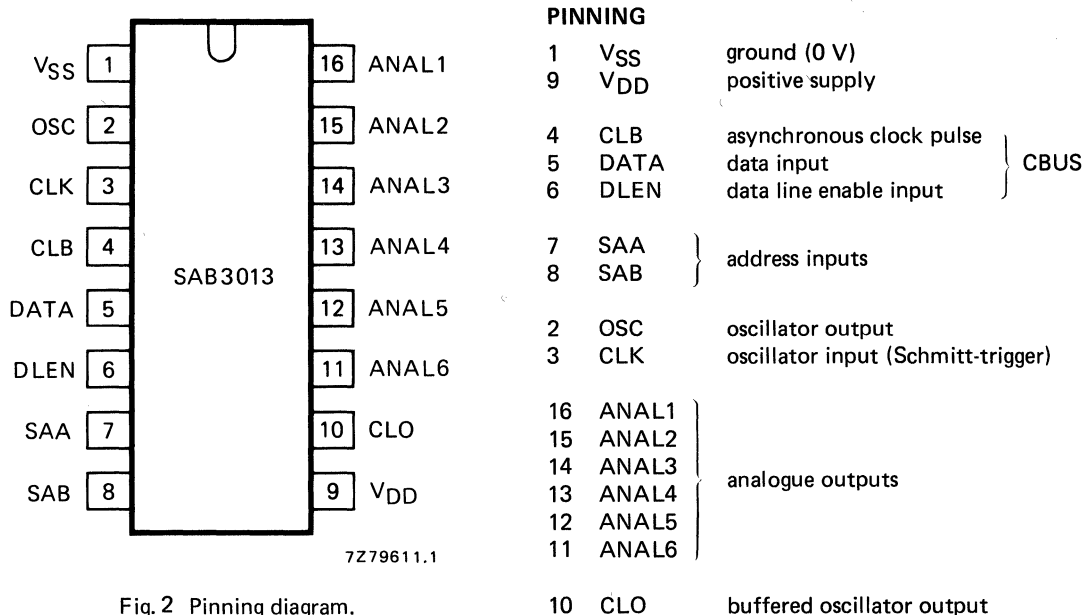 VSS 1
OSC 2
CLK 3
CLB 4
DATA 5
DLEN 6
SAA 7
SAB 8
SAB3013
16 ANAL1
15 ANAL2
14 ANAL3
13 ANAL4
12 ANAL5
11 ANAL6
10 CLO
9 VDD
7Z79611.1
Fig. 2 Pinning diagram.
PINNING
1 VSS ground (0 V)
9 VDD positive supply
4 CLB asynchronous clock pulse
5 DATA data input
6 DLEN data line enable input
CBUS
7 SAA
8 SAB
address inputs
2 OSC oscillator output
3 CLK oscillator input (Schmitt-trigger)
16 ANAL1
15 ANAL2
14 ANAL3
13 ANAL4
12 ANAL5
11 ANAL6
analogue outputs
10 CLO buffered oscillator output